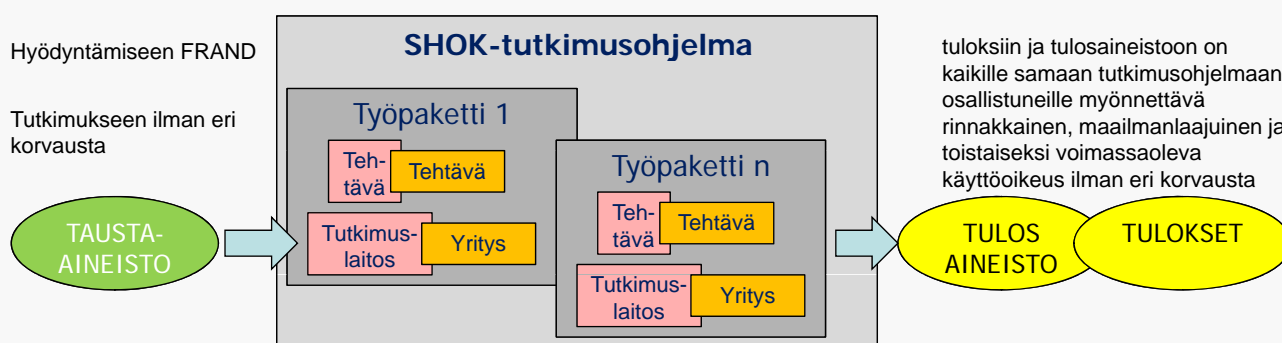 Hyödyntämiseen FRAND
Tutkimukseen ilman eri
korvausta
TAUSTA-
AINEISTO
SHOK-tutkimusohjelma
Työpaketti 1
Teh-
tävä
Tehtävä
Tutkimus-
laitos
Yritys
Työpaketti n
Teh-
tävä
Tehtävä
Tutkimus-
laitos
Yritys
tuloksiin ja tulosaineistoon on
kaikille samaan tutkimusohjelmaan
osallistuneille myönnettävä
rinnakkainen, maailmanlaajuinen ja
toistaiseksi voimassaoleva
käyttöoikeus ilman eri korvausta
TULOS
AINEISTO
TULOKSET